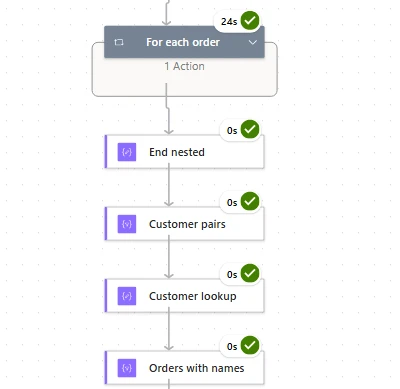 24s
For each order
1 Action
0s
End nested
0s
Customer pairs
0s
Customer lookup
0s
Orders with names